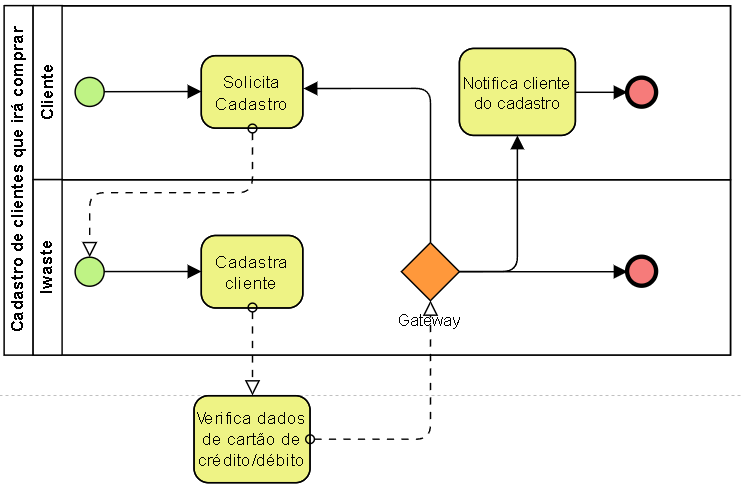 Cadastro de clientes que irá comprar
Cliente
Solicita
Cadastro
Notifica cliente
do cadastro
Iwaste
Cadastra
cliente
Gateway
Verifica dados
de cartão de
crédito/débito